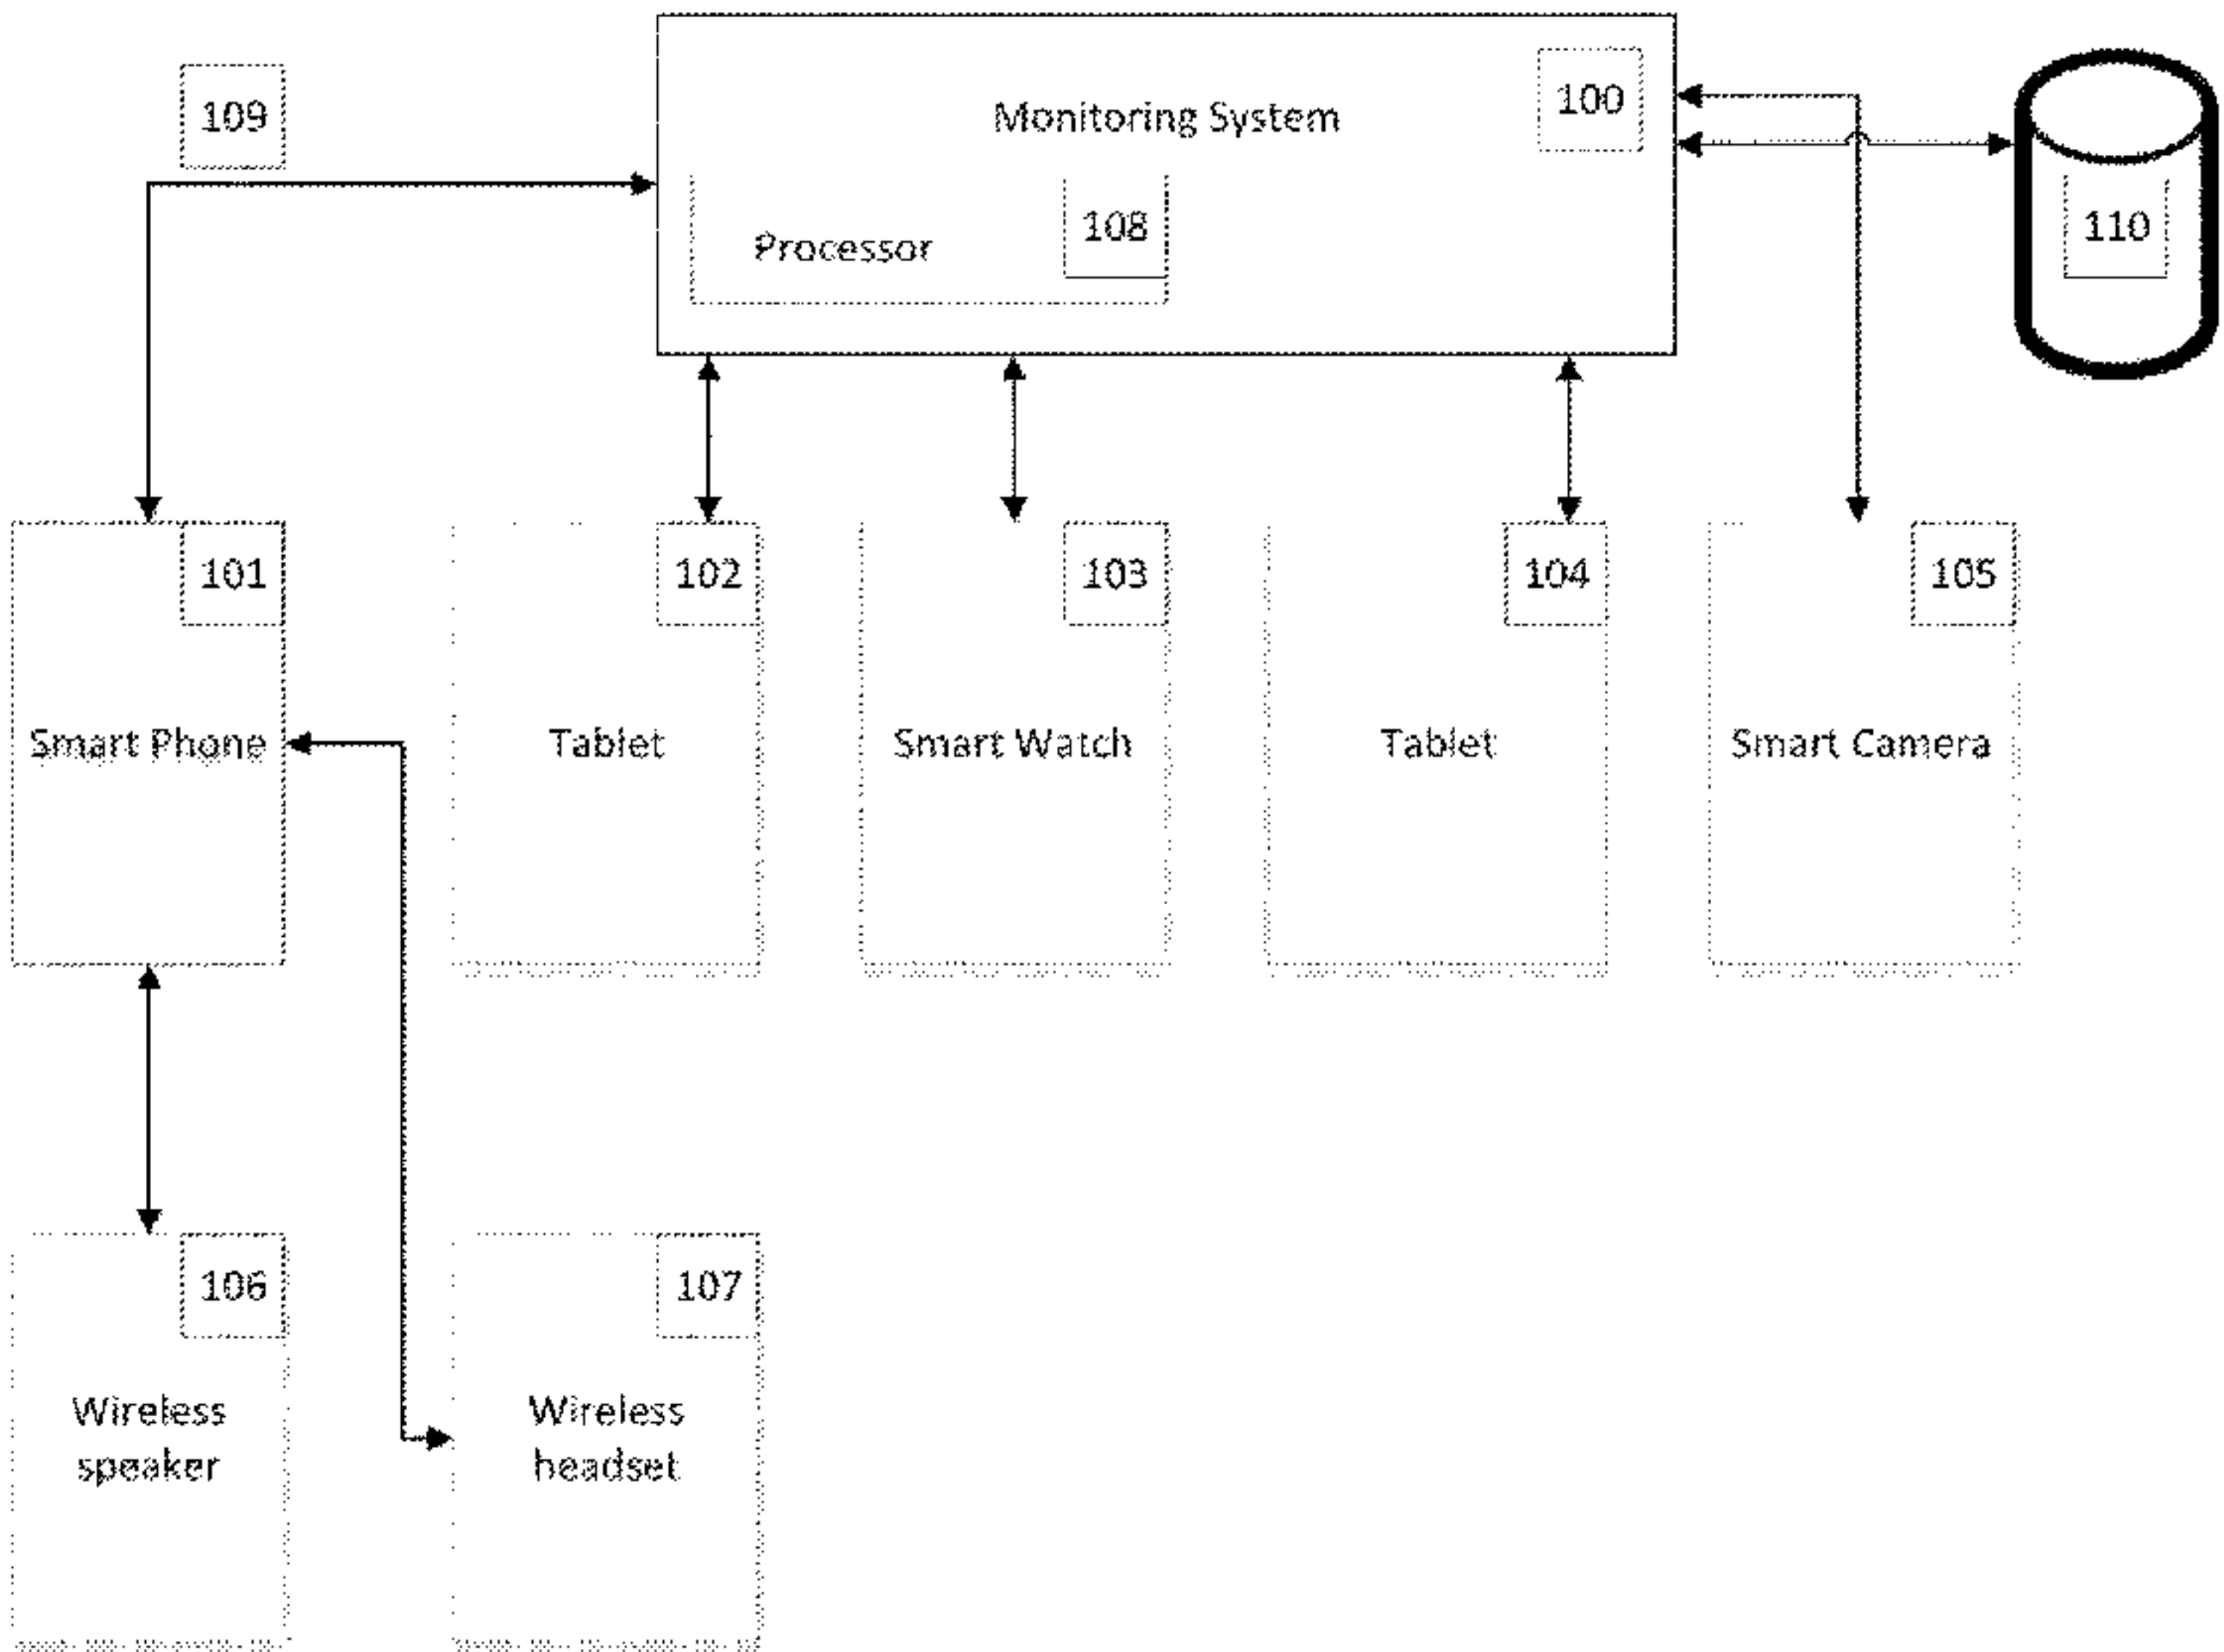 109
Monitoring System
100
Processor
108
110
101
102
103
104
105
Smart Phone
Tablet
Smart Watch
Tablet
Smart Camera
106
107
Wireless
speaker
Wireless
headset